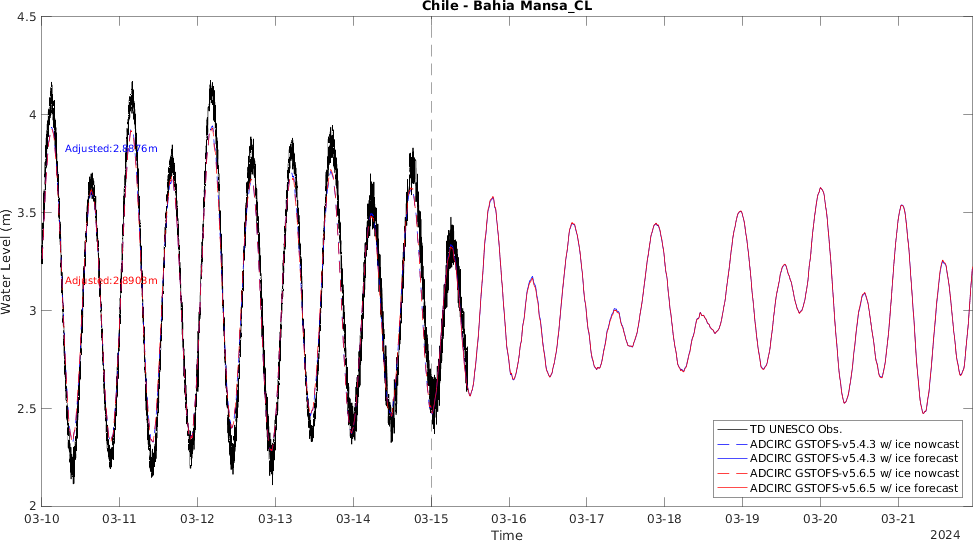 Chile - Bahia Mansa_CL
Water Level (m)
4.5
4
3.5
3
2.5
2
Adjusted:2.8876m
Adjusted:2.8903m
TD UNESCO Obs.
ADCIRC GSTOFS-v5.4.3 w/ ice nowcast
ADCIRC GSTOFS-v5.4.3 w/ ice forecast
ADCIRC GSTOFS-v5.6.5 w/ ice nowcast
ADCIRC GSTOFS-v5.6.5 w/ ice forecast
03-10 03-11 03-12 03-13 03-14 03-15 03-16 03-17 03-18 03-19 03-20 03-21
Time
2024